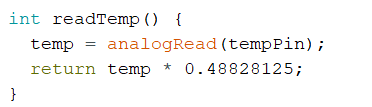 int readTemp() {
  temp = analogRead(tempPin);
  return temp * 0.48828125;
}